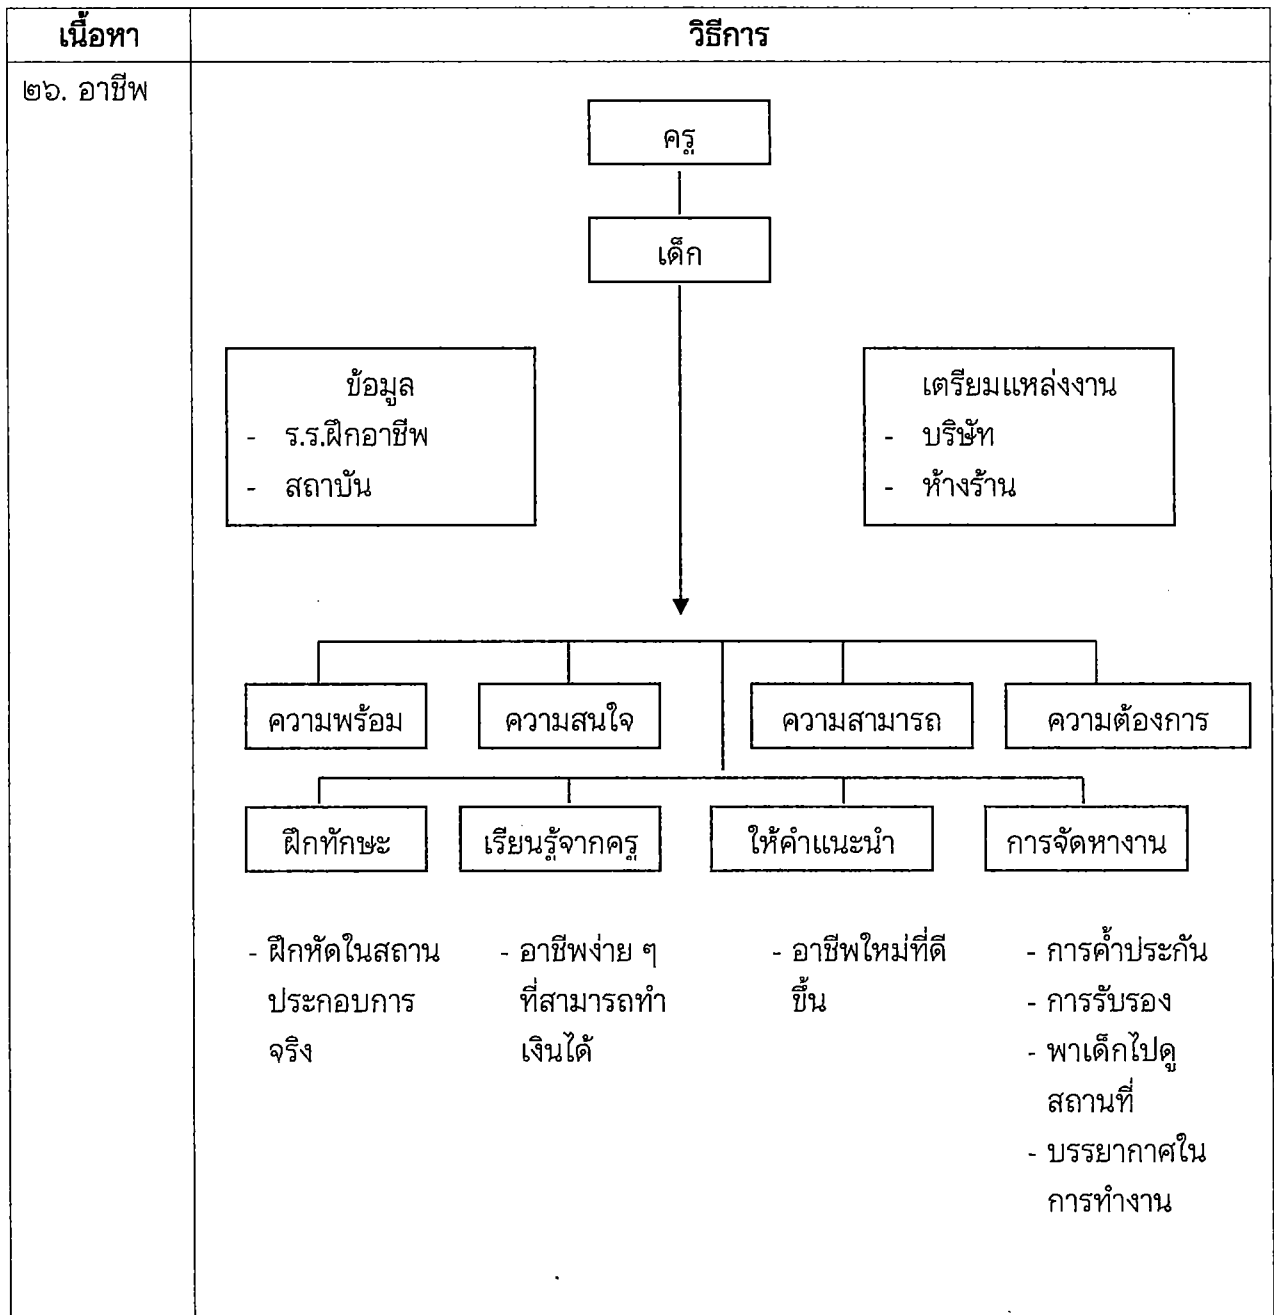 เนื้อหา
วิธีการ
๒๖. อาชีพ
ครู
เด็ก
ข้อมูล
- ร.ร.ฝึกอาชีพ
- สถาบัน
เตรียมแหล่งงาน
- บริษัท
- ห้างร้าน
ความพร้อม
ความสนใจ
ความสามารถ
ความต้องการ
ฝึกทักษะ
เรียนรู้จากครู
ให้คำแนะนำ
การจัดหางาน
- ฝึกหัดในสถาน
ประกอบการ
จริง
- อาชีพง่าย ๆ
ที่สามารถทำ
เงินได้
- อาชีพใหม่ที่ดี
ขึ้น
- การค้ำประกัน
- การรับรอง
- พาเด็กไปดู
สถานที่
- บรรยากาศใน
การทำงาน